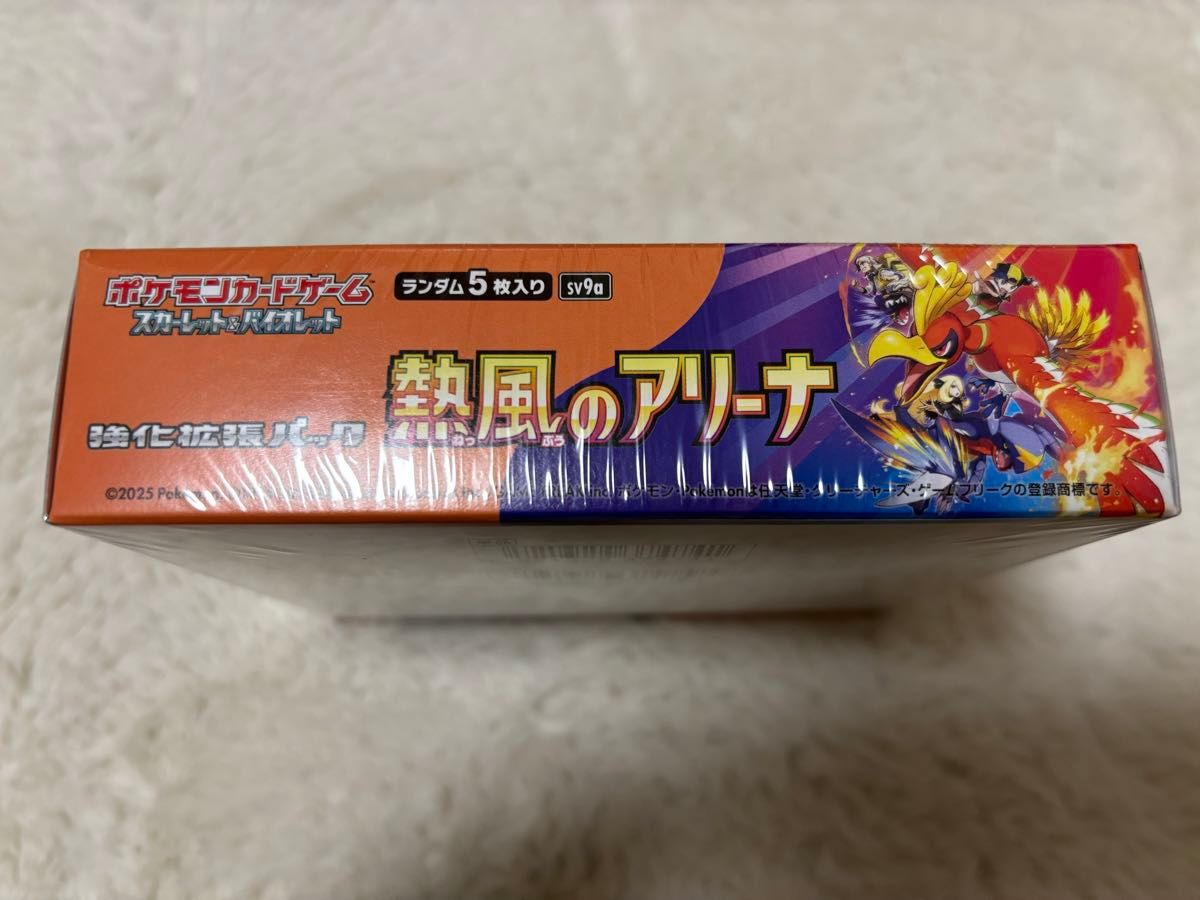 ポケモンカードゲーム™
スカーレット&バイオレット
ランダム5枚入り sv9a
強化拡張パック
熱風のアリーナ
ねっ ぷう
©2025 Pokémon. ポケモン・Pokémonは任天堂・クリーチャーズ・ゲームフリークの登録商標です。